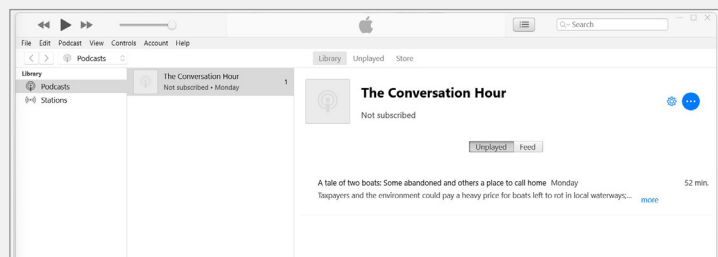 Search
File Edit Podcast View Controls Account Help
Podcasts
Library Unplayed Store
Library
Podcasts
Stations
The Conversation Hour
Not subscribed • Monday
1
The Conversation Hour
Not subscribed
Unplayed Feed
A tale of two boats: Some abandoned and others a place to call home Monday 52 min.
Taxpayers and the environment could pay a heavy price for boats left to rot in local waterways;... more